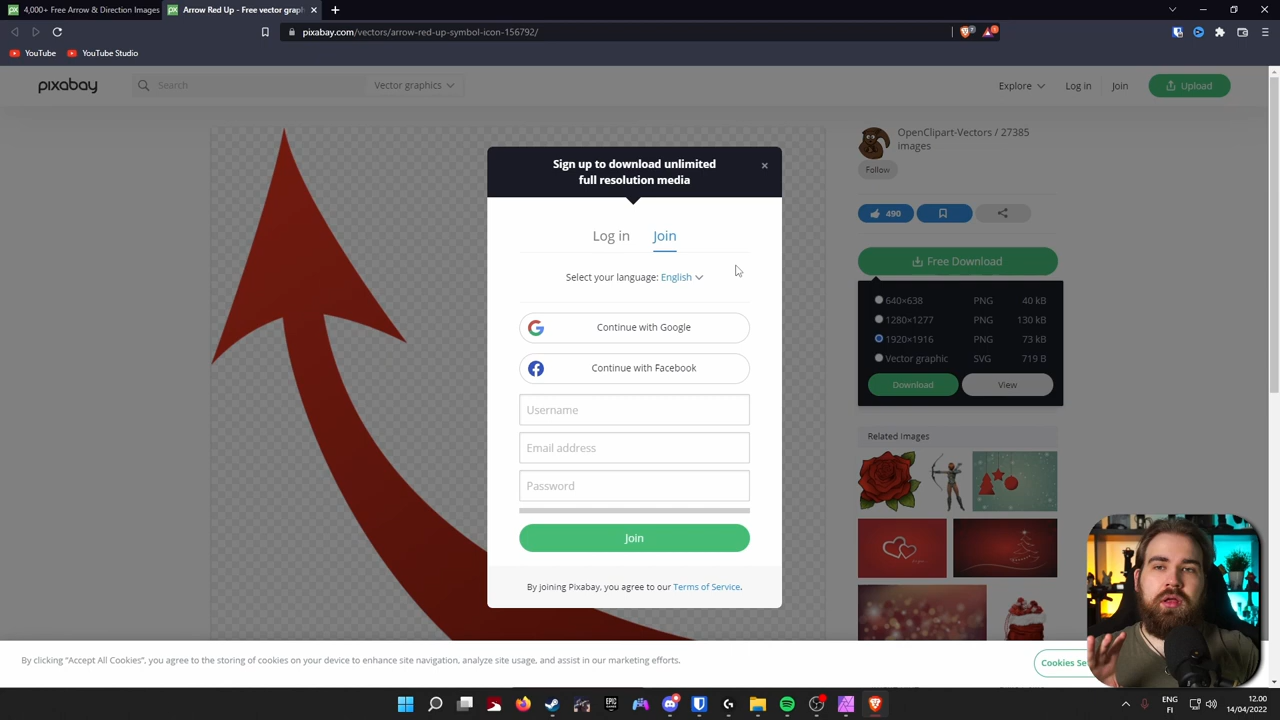 4,000+ Free Arrow & Direction Images
Arrow Red Up - Free vector grap
pixabay.com/vectors/arrow-red-up-symbol-icon-156792/
YouTube
YouTube Studio
pixabay
Search
Vector graphics
Explore
Log in
Join
Upload
OpenClipart-Vectors / 27385
images
Follow
490
Free Download
640×638 PNG 40 kB
1280×1277 PNG 130 kB
1920×1916 PNG 73 kB
Vector graphic SVG 719 B
Download
View
Related Images
Sign up to download unlimited
full resolution media
Log in
Join
Select your language: English
Continue with Google
Continue with Facebook
Username
Email address
Password
Join
By joining Pixabay, you agree to our Terms of Service.
By clicking "Accept All Cookies", you agree to the storing of cookies on your device to enhance site navigation, analyze site usage, and assist in our marketing efforts.
Cookies Se
ENG
FI
12.00
14/04/2022